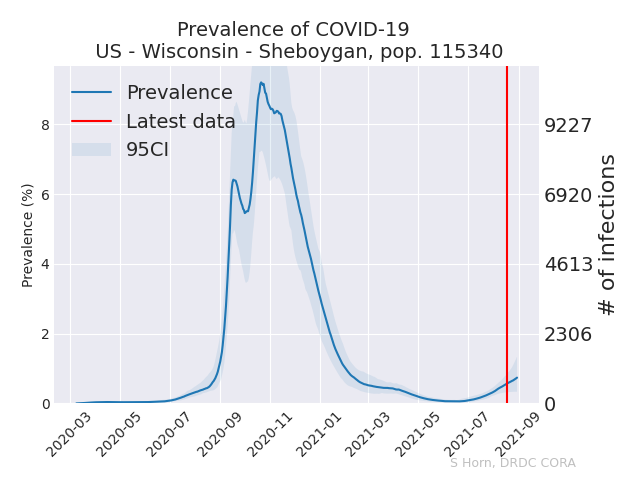 Prevalence of COVID-19
US - Wisconsin - Sheboygan, pop. 115340
Prevalence
Latest data
95CI
Prevalence (%)
8
6
4
2
0
9227
6920
4613
2306
0
# of infections
2020-03
2020-05
2020-07
2020-09
2020-11
2021-01
2021-03
2021-05
2021-07
2021-09
S Horn, DRDC CORA